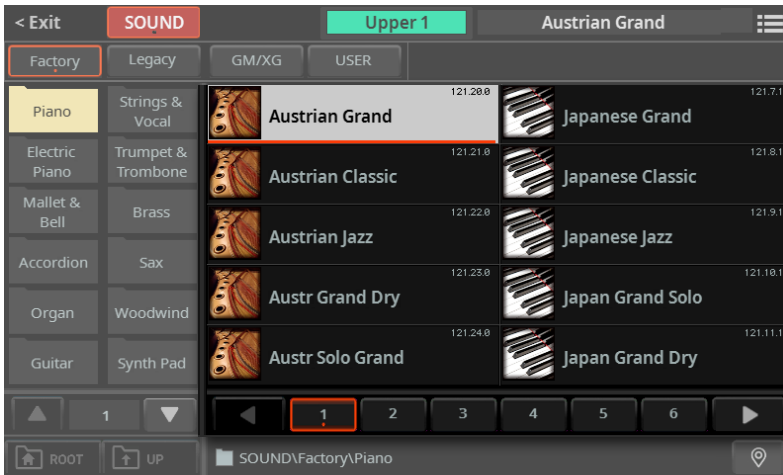 < Exit SOUND Upper 1 Austrian Grand
Factory Legacy GM/XG USER
Piano
Strings &
Vocal
Electric
Piano
Trumpet &
Trombone
Mallet &
Bell
Brass
Accordion
Sax
Organ
Woodwind
Guitar
Synth Pad
1
121.20.0
Austrian Grand
121.7.1
Japanese Grand
121.21.0
Austrian Classic
121.8.1
Japanese Classic
121.22.0
Austrian Jazz
121.9.1
Japanese Jazz
121.23.0
Austr Grand Dry
121.10.1
Japan Grand Solo
121.24.0
Austr Solo Grand
121.11.1
Japan Grand Dry
1 2 3 4 5 6
ROOT UP SOUND\Factory\Piano